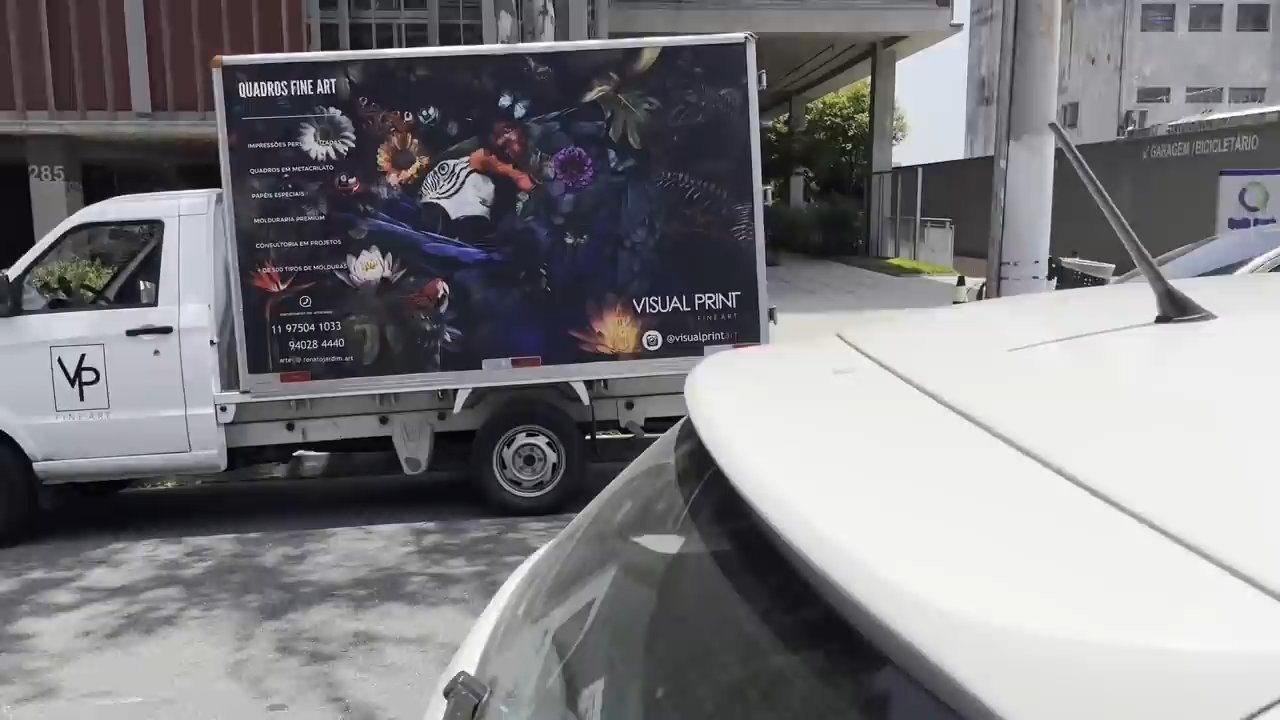 QUADROS FINE ART
IMPRESSÕES PERSONALIZADAS
QUADROS EM METACRILATO
PAPÉIS ESPECIAIS
MOLDURARIA PREMIUM
CONSULTORIA EM PROJETOS
+ DE 500 TIPOS DE MOLDURAS
11 97504 1033
94028 4440
VISUAL PRINT
FINE ART
@visualprintart
VP
FINE ART
285
GARAGEM / BICICLETÁRIO